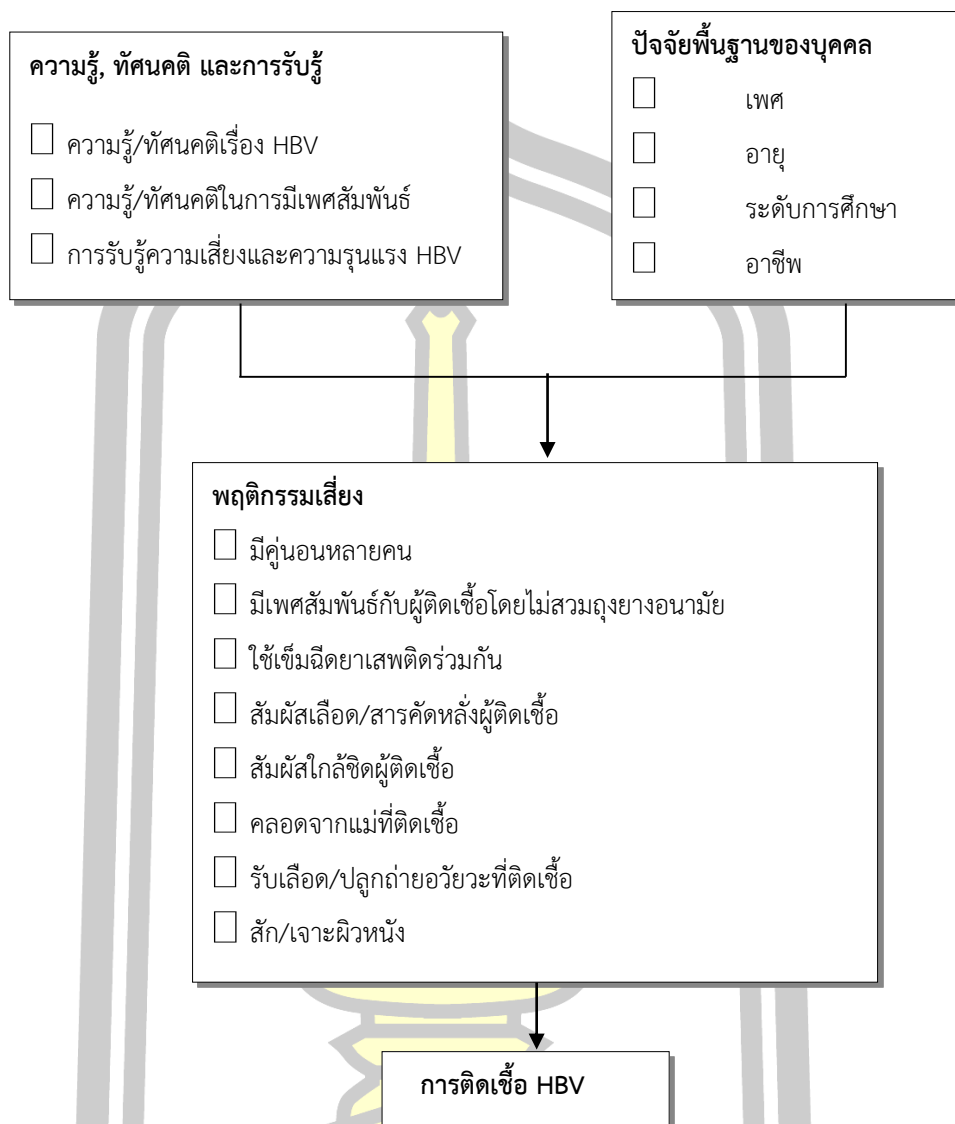 ความรู้, ทัศนคติ และการรับรู้
ความรู้/ทัศนคติเรื่อง HBV
ความรู้/ทัศนคติในการมีเพศสัมพันธ์
การรับรู้ความเสี่ยงและความรุนแรง HBV
ปัจจัยพื้นฐานของบุคคล
เพศ
อายุ
ระดับการศึกษา
อาชีพ
พฤติกรรมเสี่ยง
มีคู่นอนหลายคน
มีเพศสัมพันธ์กับผู้ติดเชื้อโดยไม่สวมถุงยางอนามัย
ใช้เข็มฉีดยาเสพติดร่วมกัน
สัมผัสเลือด/สารคัดหลั่งผู้ติดเชื้อ
สัมผัสใกล้ชิดผู้ติดเชื้อ
คลอดจากแม่ที่ติดเชื้อ
รับเลือด/ปลูกถ่ายอวัยวะที่ติดเชื้อ
สัก/เจาะผิวหนัง
การติดเชื้อ HBV